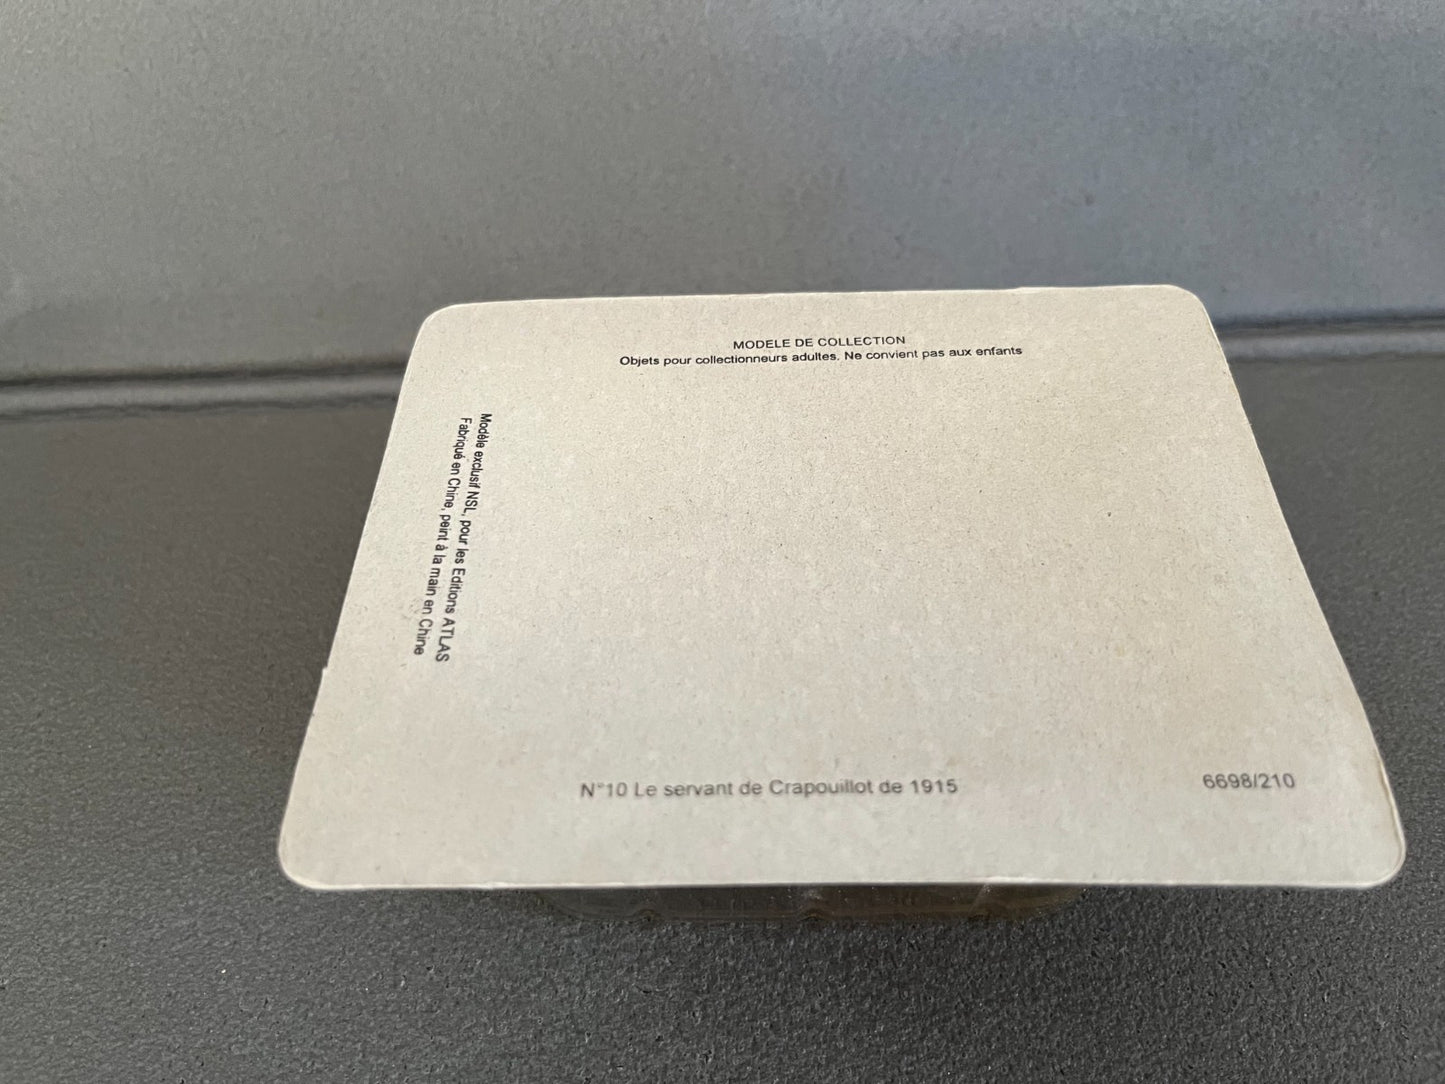 MODELE DE COLLECTION
Objets pour collectionneurs adultes. Ne convient pas aux enfants
Modèle exclusif NSL, pour les Editions ATLAS
Fabriqué en Chine, peint à la main en Chine
N°10 Le servant de Crapouillot de 1915
6698/210